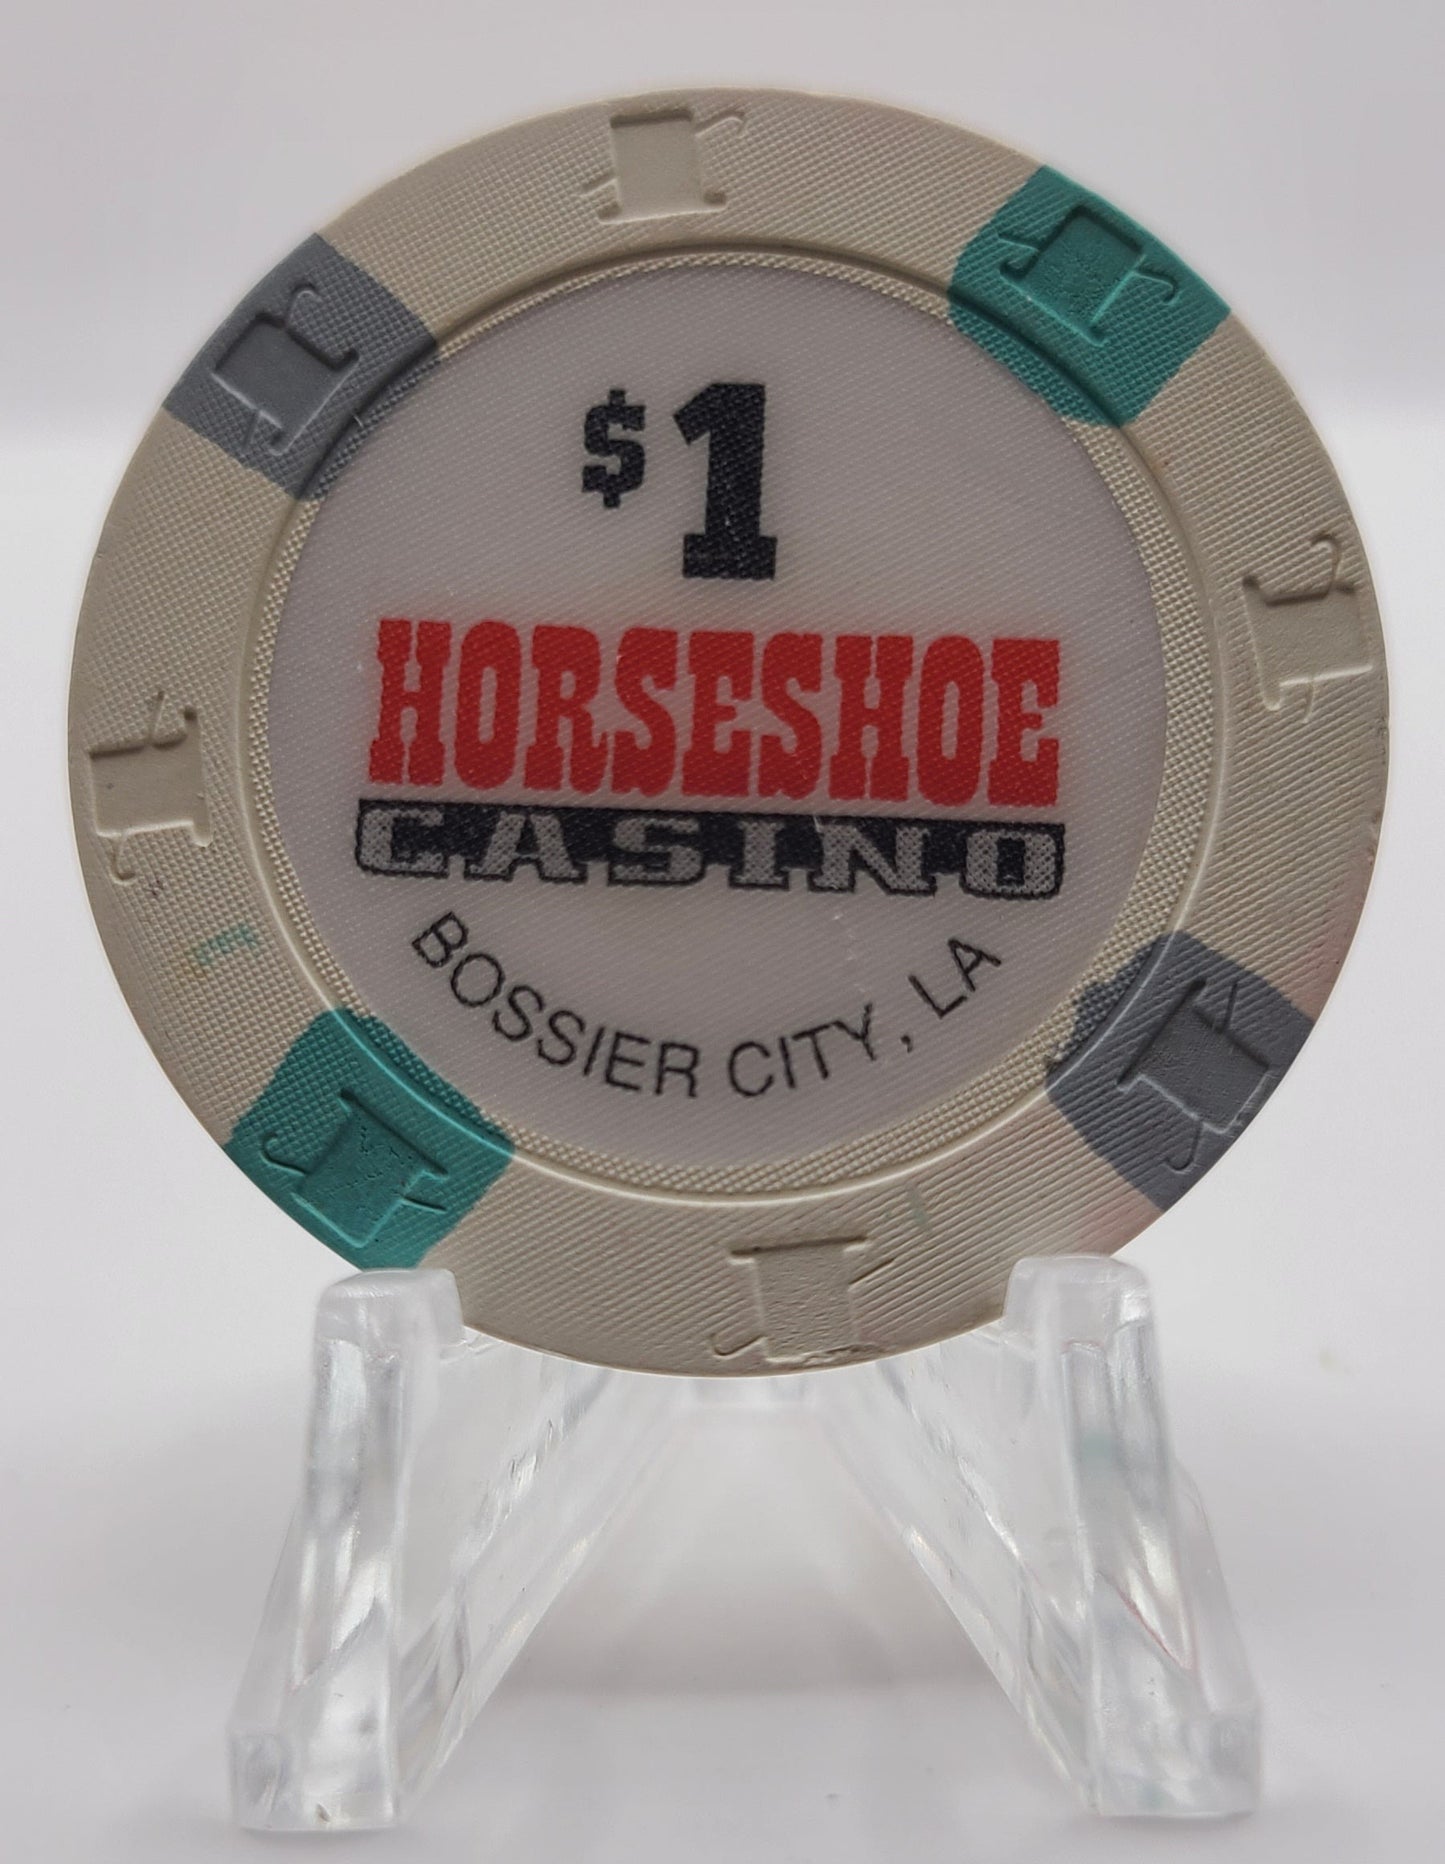 $1
HORSESHOE
CASINO
BOSSIER CITY, LA